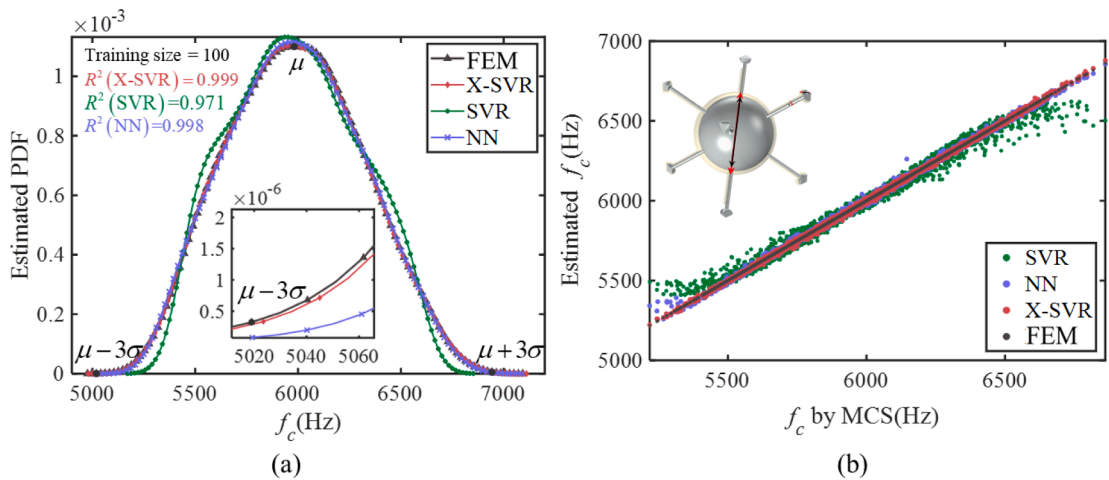 ×10⁻³
Training size = 100
R² (X-SVR) = 0.999
R² (SVR) = 0.971
R² (NN) = 0.998
μ
FEM
X-SVR
SVR
NN
1
0.8
0.6
0.4
0.2
0
Estimated PDF
×10⁻⁶
2
1.5
1
0.5
μ−3σ
5020 5040 5060
μ−3σ
μ+3σ
5000 5500 6000 6500 7000
f_c(Hz)
(a)
7000
6500
6000
5500
5000
Estimated f_c(Hz)
SVR
NN
X-SVR
FEM
5500 6000 6500
f_c by MCS(Hz)
(b)